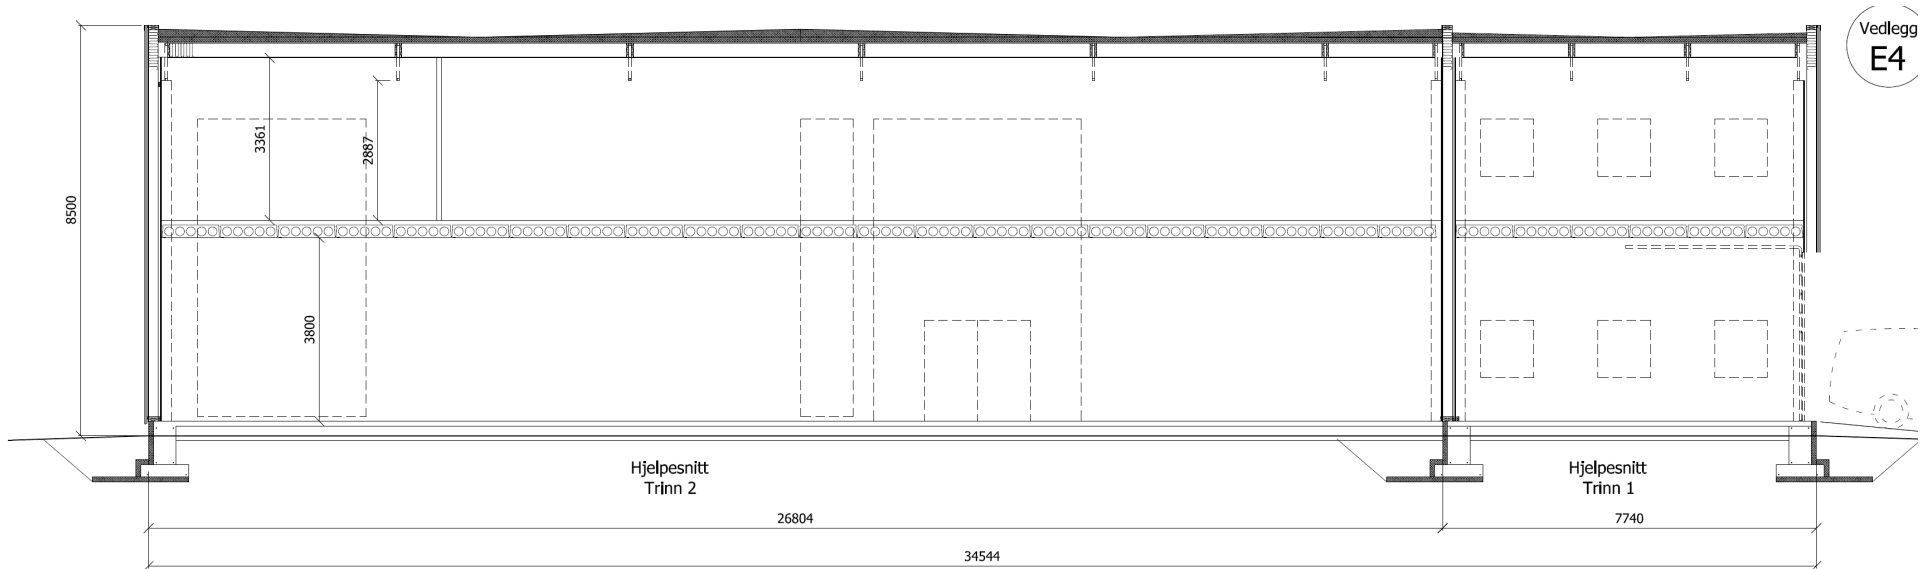 Vedlegg
E4
3361
2887
8500
3800
Hjelpesnitt
Trinn 2
Hjelpesnitt
Trinn 1
26804
7740
34544